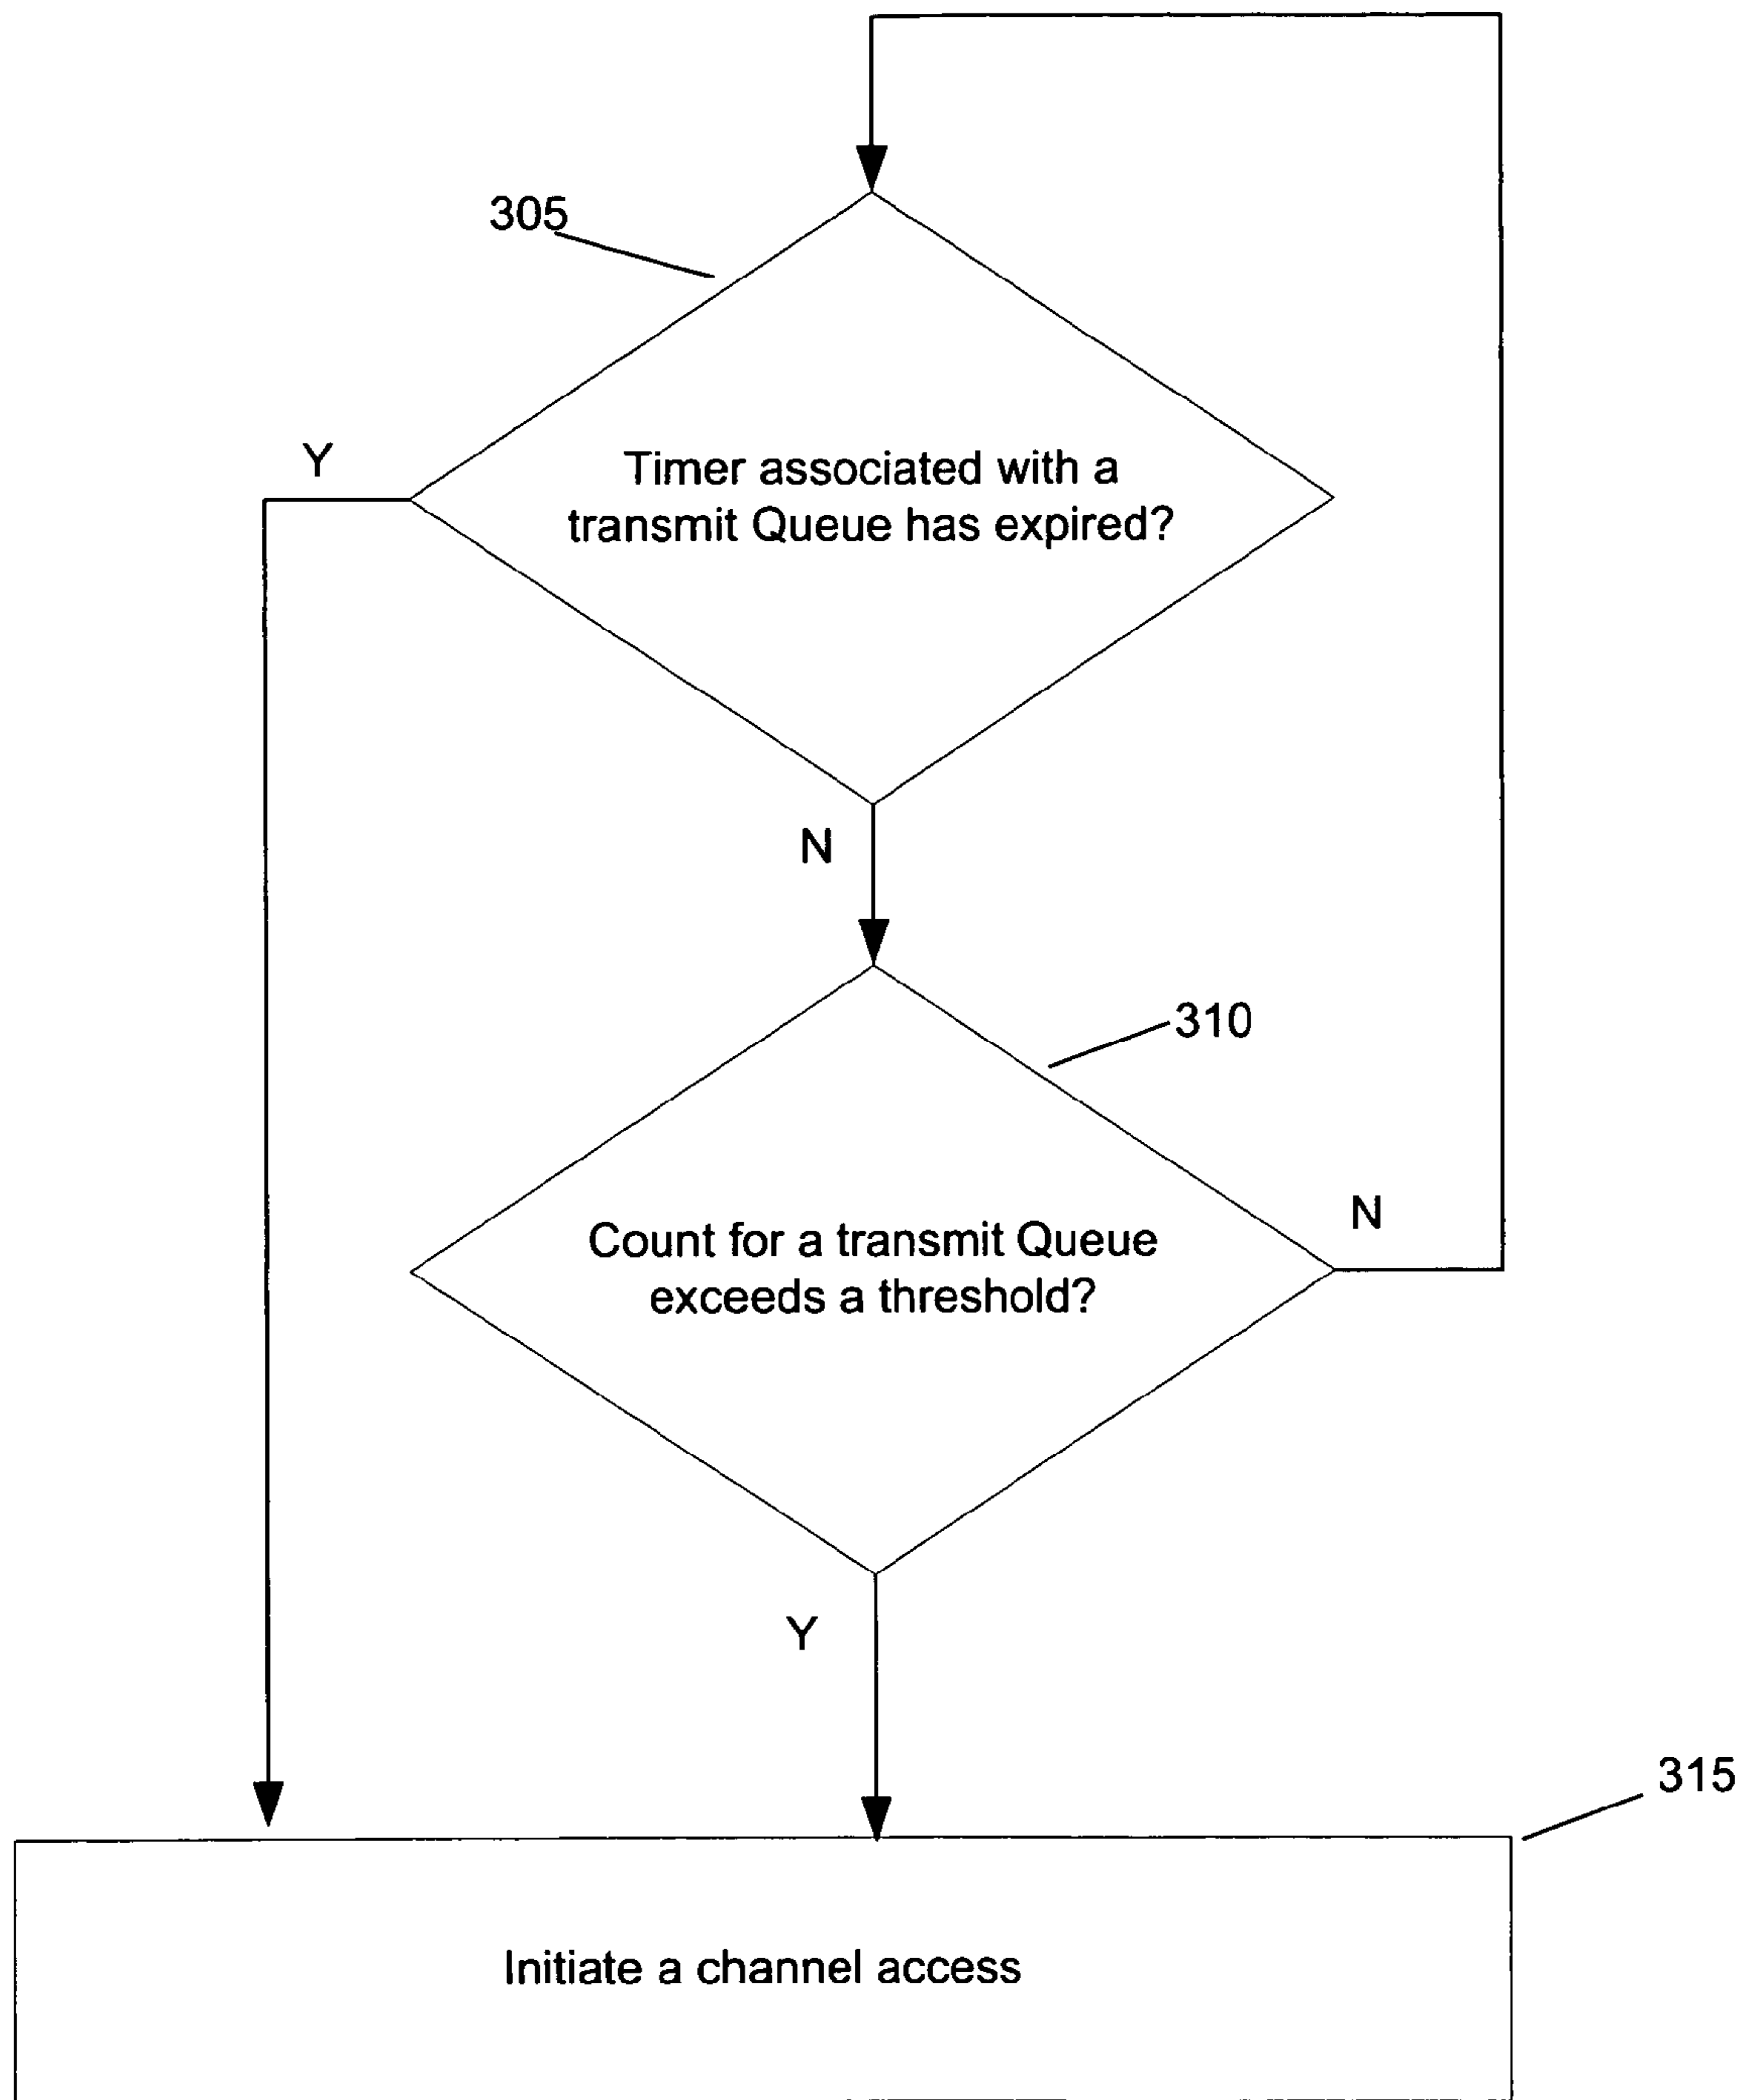 305
Y
Timer associated with a
transmit Queue has expired?
N
310
N
Count for a transmit Queue
exceeds a threshold?
Y
315
Initiate a channel access